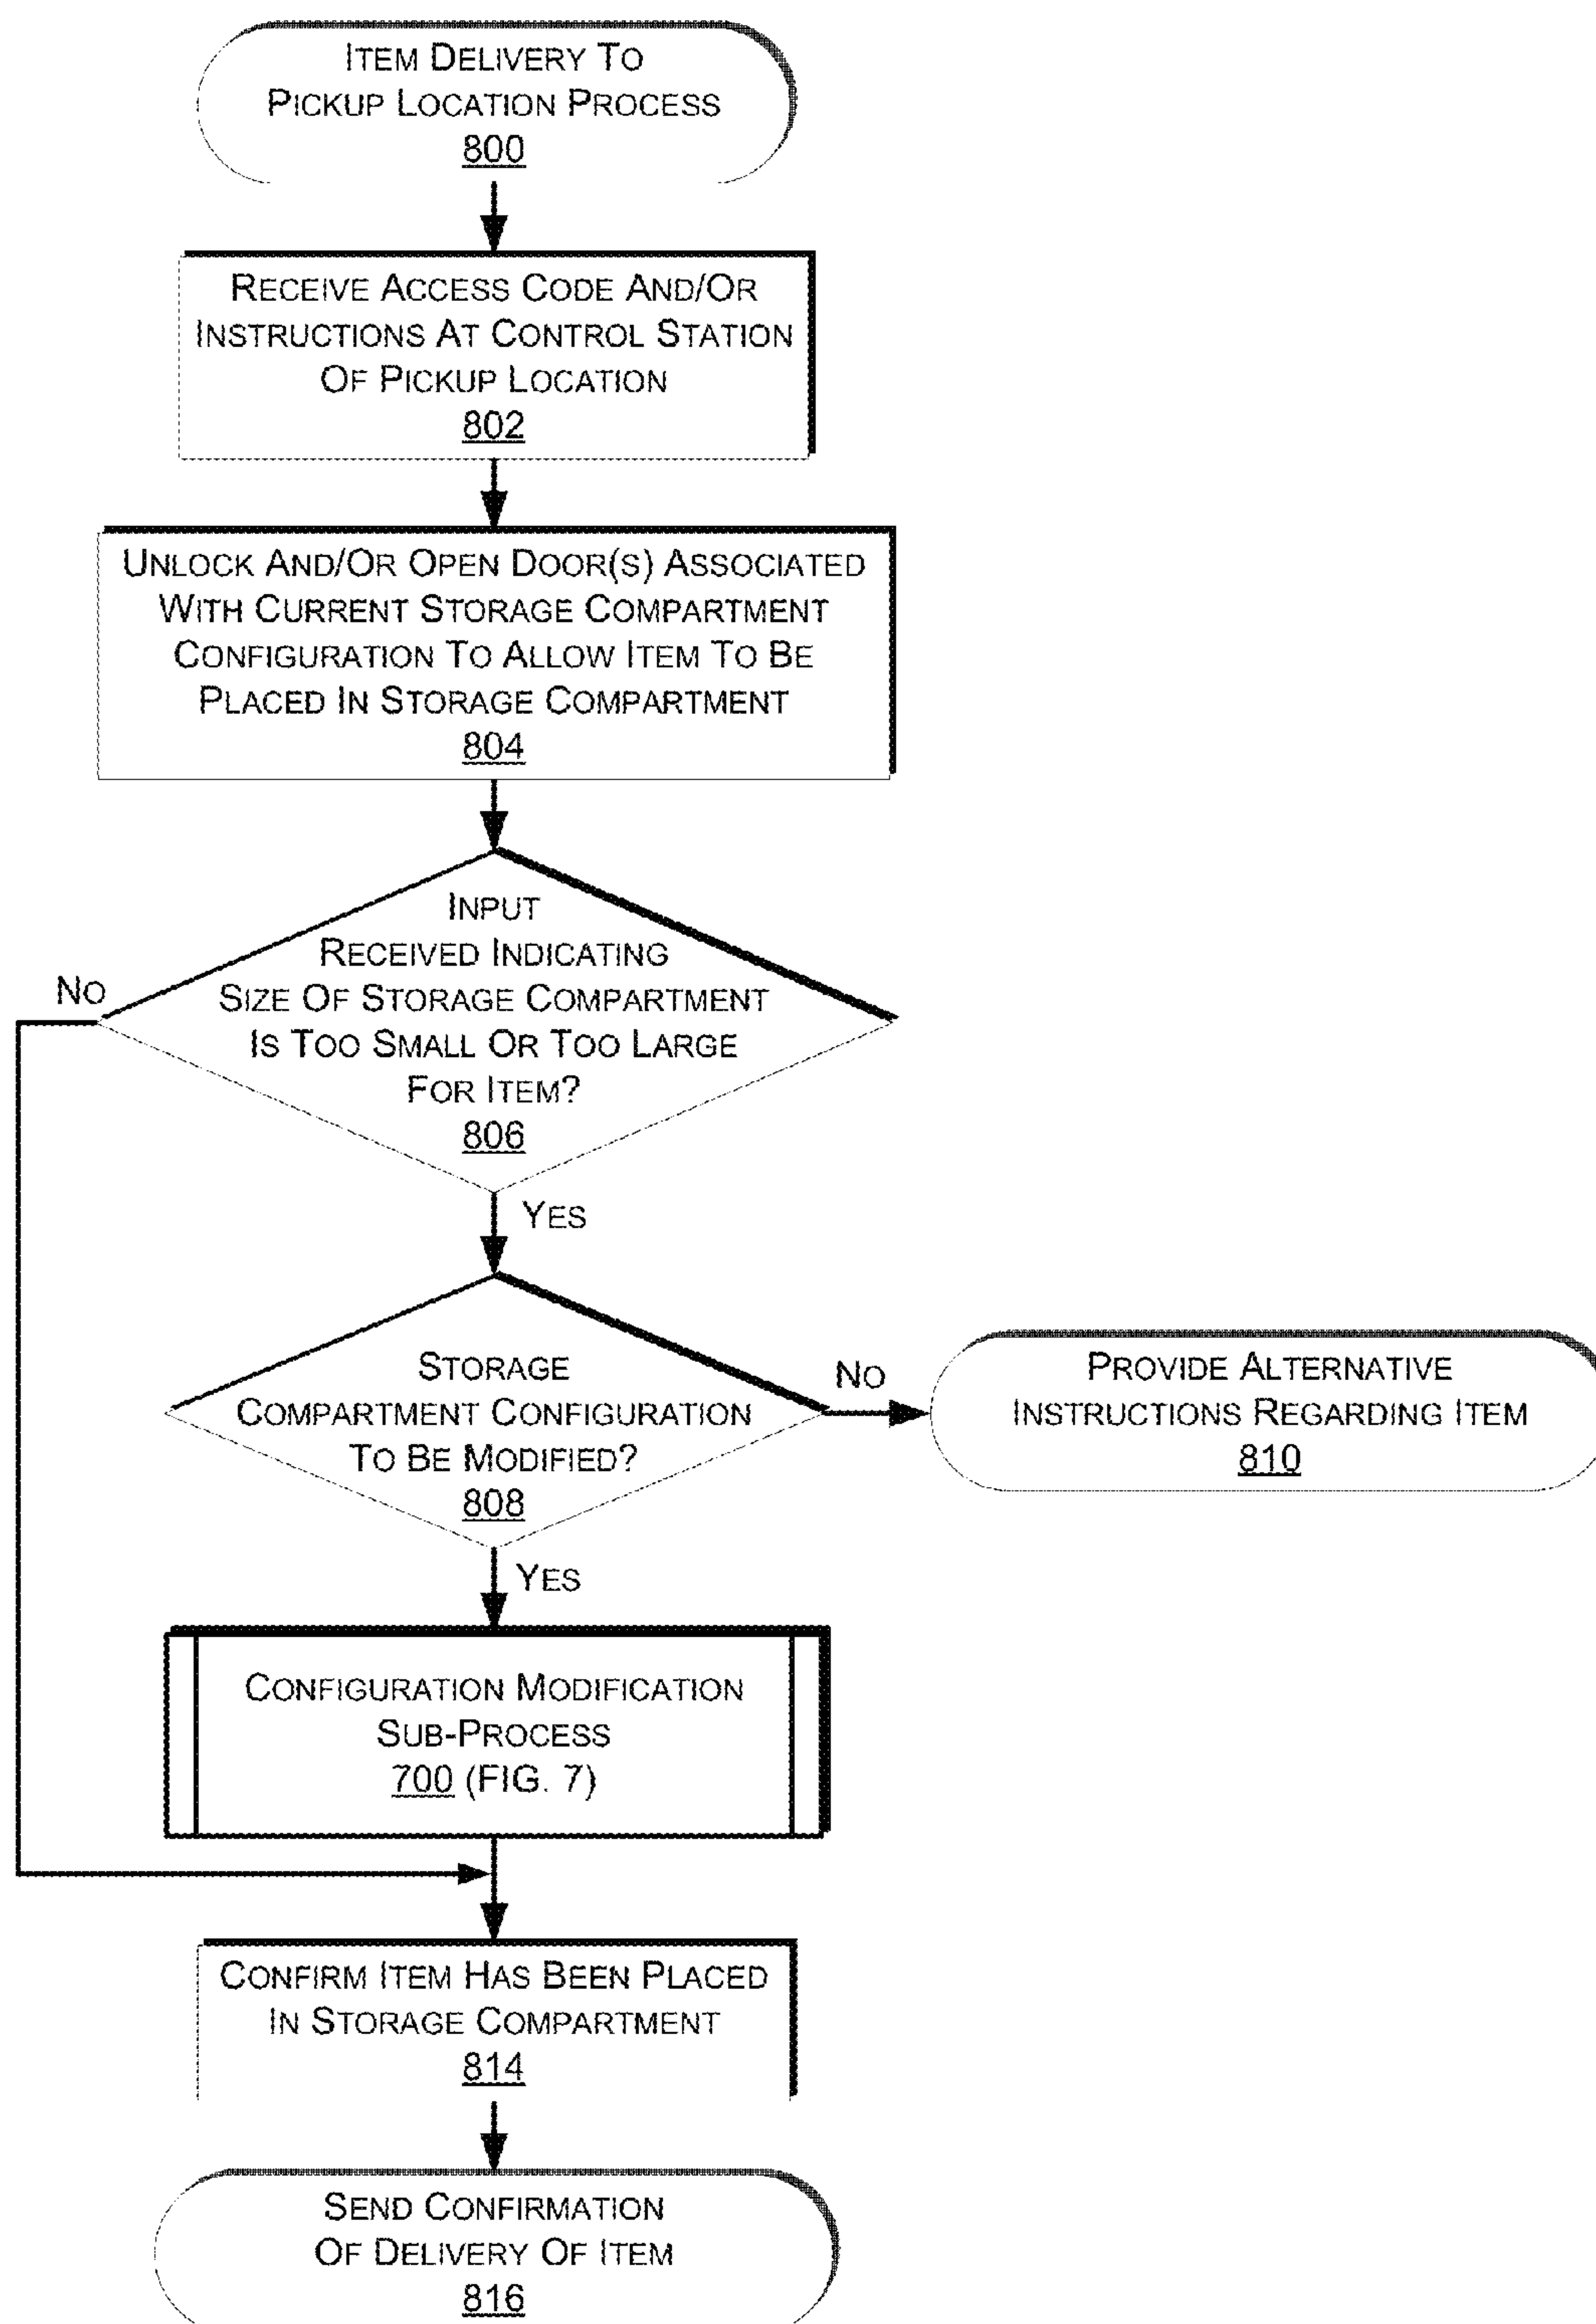 ITEM DELIVERY TO
PICKUP LOCATION PROCESS
800
RECEIVE ACCESS CODE AND/OR
INSTRUCTIONS AT CONTROL STATION
OF PICKUP LOCATION
802
UNLOCK AND/OR OPEN DOOR(S) ASSOCIATED
WITH CURRENT STORAGE COMPARTMENT
CONFIGURATION TO ALLOW ITEM TO BE
PLACED IN STORAGE COMPARTMENT
804
INPUT
RECEIVED INDICATING
SIZE OF STORAGE COMPARTMENT
IS TOO SMALL OR TOO LARGE
FOR ITEM?
806
NO
YES
STORAGE
COMPARTMENT CONFIGURATION
TO BE MODIFIED?
808
NO
PROVIDE ALTERNATIVE
INSTRUCTIONS REGARDING ITEM
810
YES
CONFIGURATION MODIFICATION
SUB-PROCESS
700 (FIG. 7)
CONFIRM ITEM HAS BEEN PLACED
IN STORAGE COMPARTMENT
814
SEND CONFIRMATION
OF DELIVERY OF ITEM
816